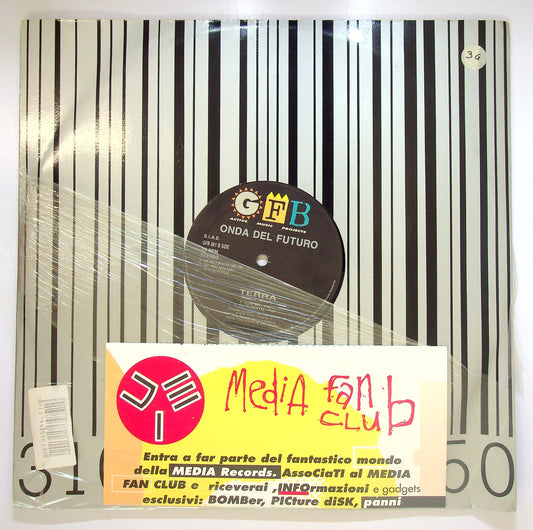 3G
GFB
ACTIVE MUSIC PROJECTS
ONDA DEL FUTURO
S.I.A.E.
GFB 001 B SIDE
STEREO
TERRA
MEDiA fan
CLUb
Entra a far parte del fantastico mondo
della MEDIA Records. AssoCiaTI al MEDIA
FAN CLUB e riceverai ,INFOrmazioni e gadgets
esclusivi: BOMBer, PICture diSK, panni
310
50